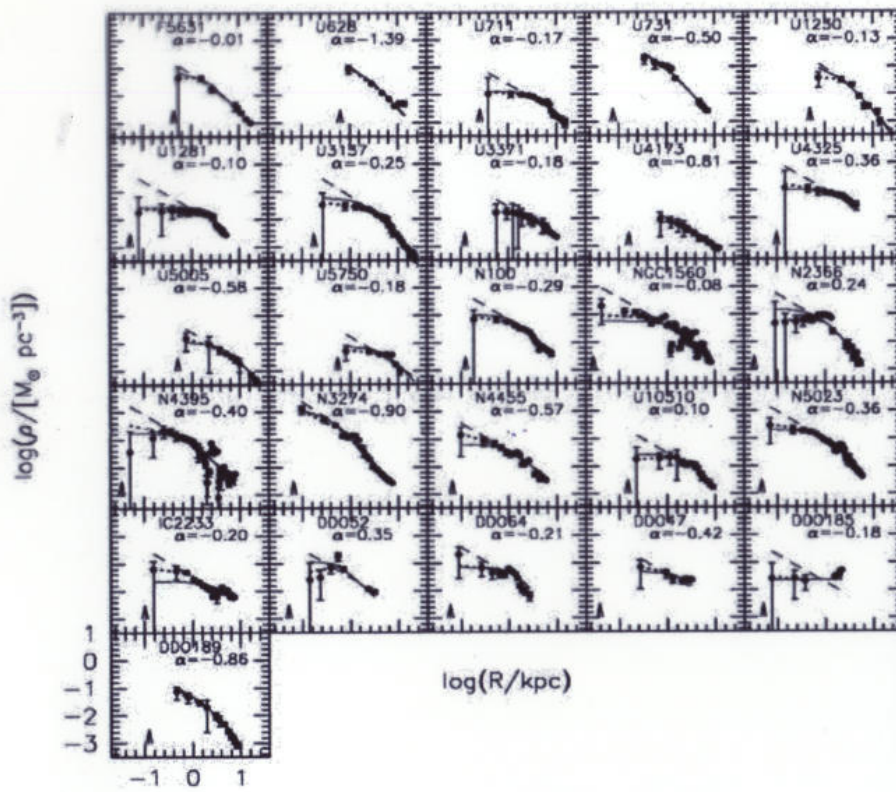 F5631 U628 U711 U731 U1230
α=−0.01 α=−1.39 α=−0.17 α=−0.50 α=−0.13
U1281 U3137 U3371 U4173 U4325
α=−0.10 α=−0.25 α=−0.18 α=−0.81 α=−0.36
U5005 U5750 N100 NGC1560 N2366
α=−0.58 α=−0.18 α=−0.29 α=−0.08 α=0.24
N4395 N3274 N4455 U10310 N5023
α=−0.40 α=−0.90 α=−0.57 α=0.10 α=−0.36
IC2233 DDO52 DDO64 DDO47 DDO185
α=−0.20 α=0.35 α=−0.21 α=−0.42 α=−0.18
DDO189
α=−0.86
log(ρ/[M⊙ pc⁻³])
1
0
−1
−2
−3
−1 0 1
log(R/kpc)